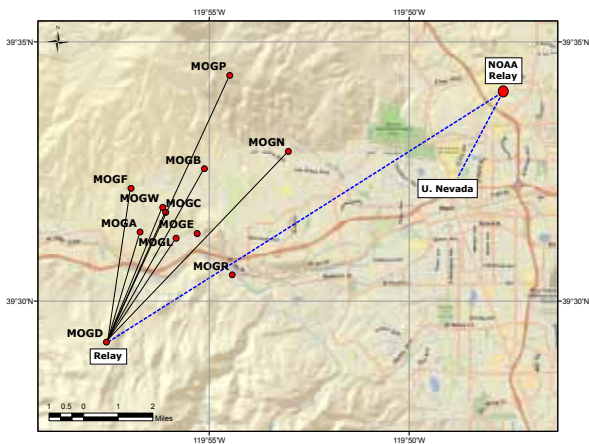 119°55'W
119°50'W
39°35'N
39°35'N
MOGP
NOAA
Relay
MOGN
MOGB
MOGF
U. Nevada
MOGW
MOGC
MOGA
MOGE
MOGL
MOGR
39°30'N
39°30'N
MOGD
Relay
1 0.5 0 1 2
Miles
119°55'W
119°50'W